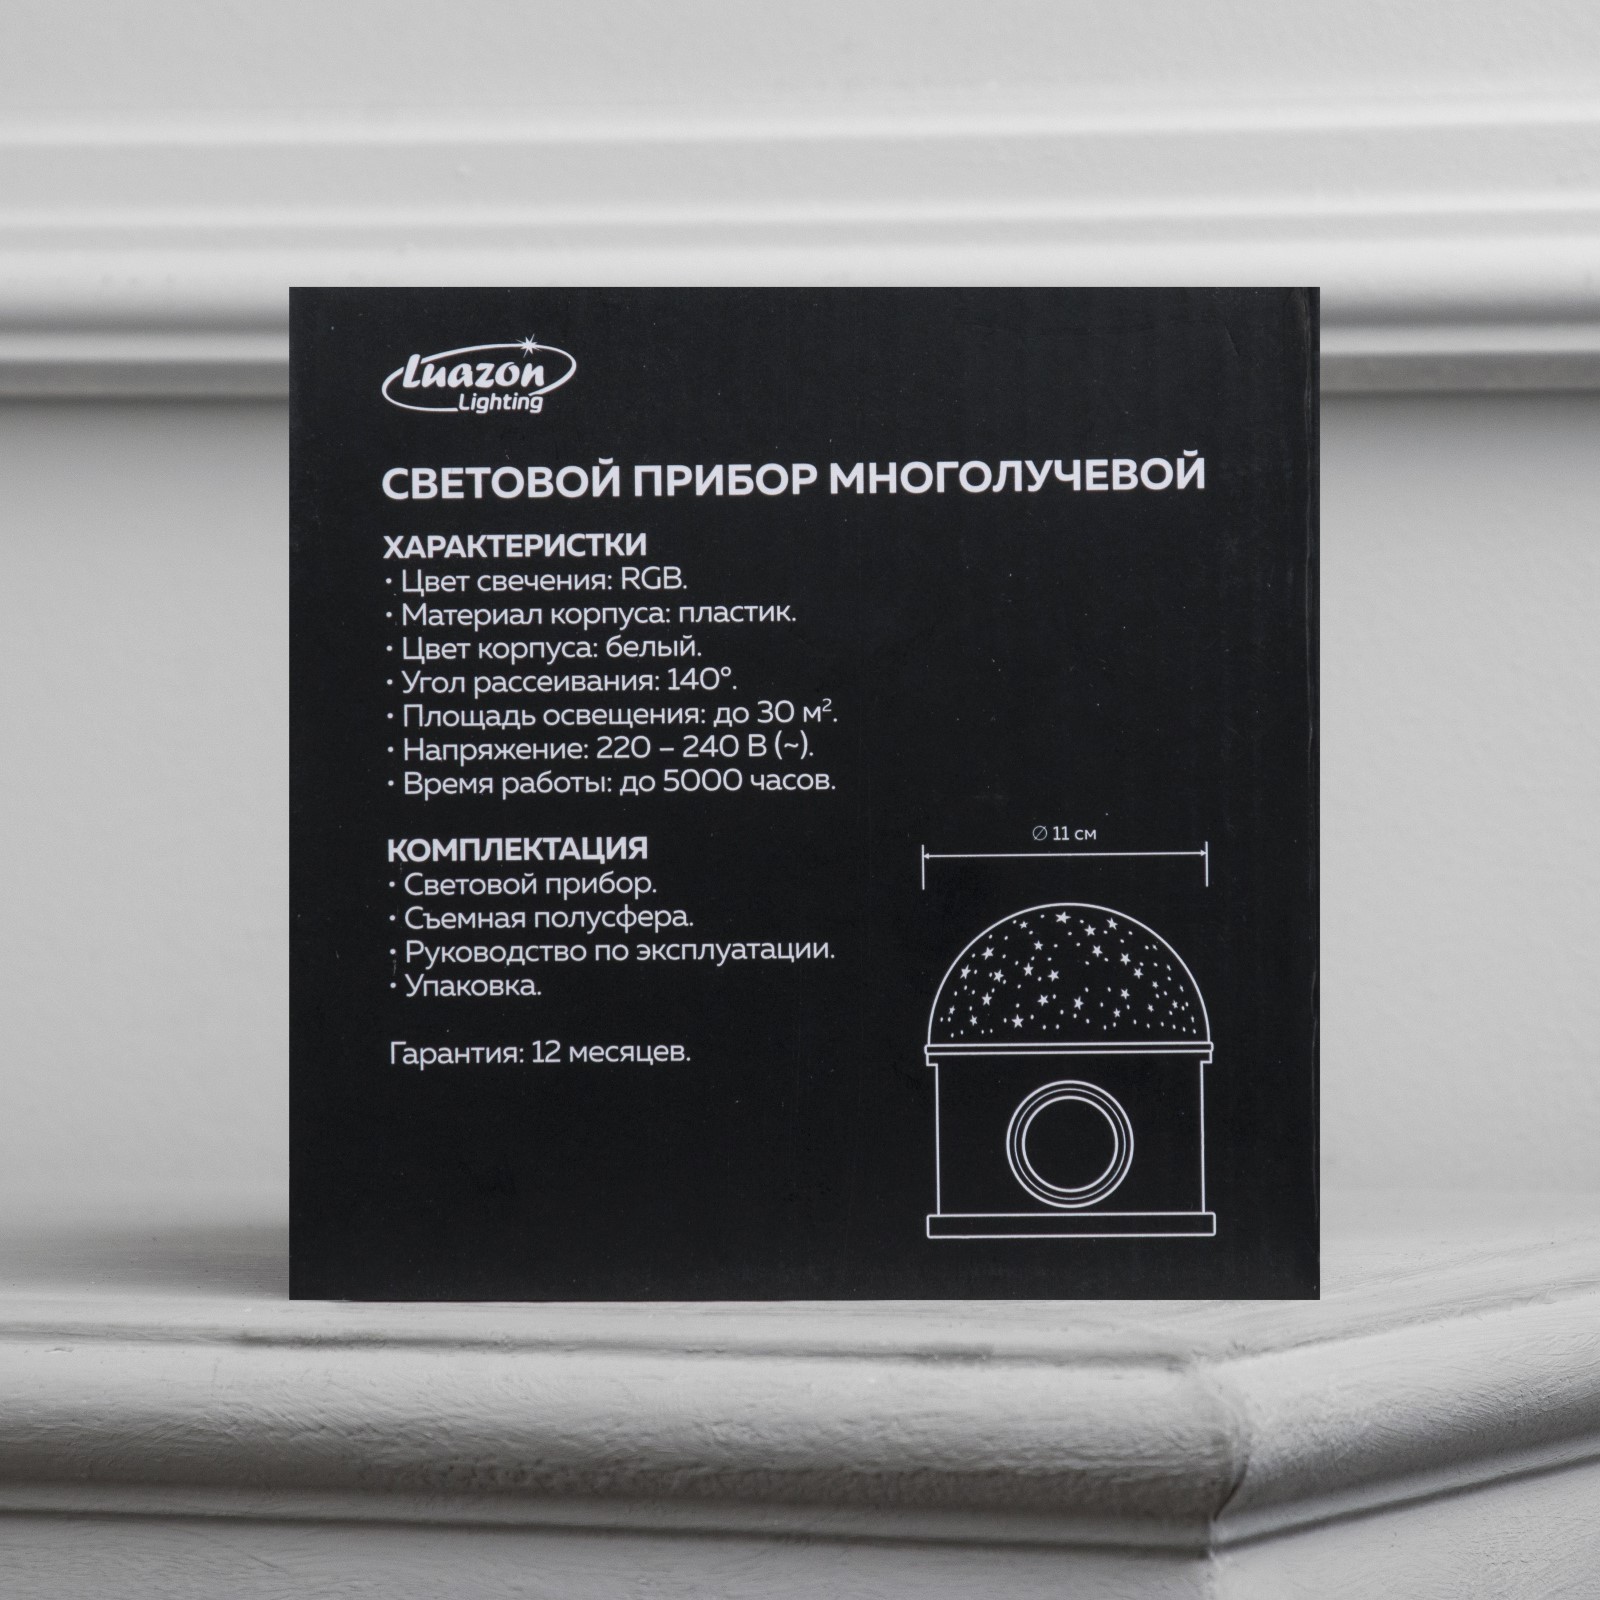 Luazon
Lighting
СВЕТОВОЙ ПРИБОР МНОГОЛУЧЕВОЙ
ХАРАКТЕРИСТКИ
• Цвет свечения: RGB.
• Материал корпуса: пластик.
• Цвет корпуса: белый.
• Угол рассеивания: 140°.
• Площадь освещения: до 30 м².
• Напряжение: 220 – 240 В (~).
• Время работы: до 5000 часов.
КОМПЛЕКТАЦИЯ
• Световой прибор.
• Съемная полусфера.
• Руководство по эксплуатации.
• Упаковка.
Гарантия: 12 месяцев.
∅ 11 см